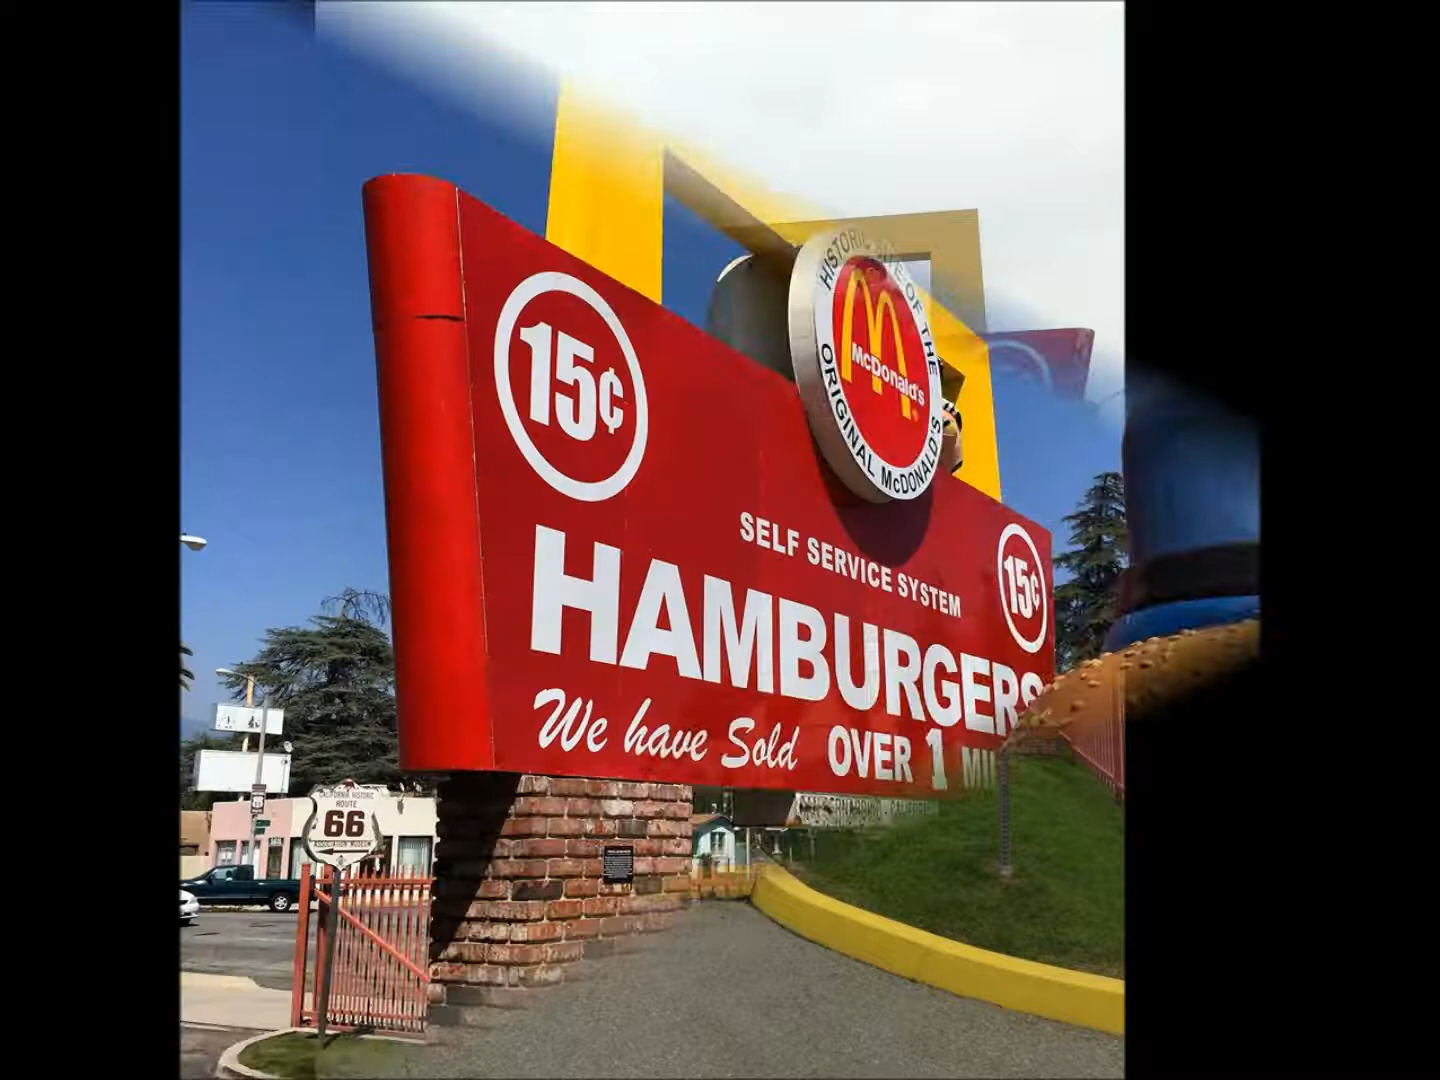 HISTORIC SITE OF THE
ORIGINAL McDONALD'S
McDonald's
15¢
SELF SERVICE SYSTEM
15¢
HAMBURGERS
We have Sold OVER 1
CALIFORNIA HISTORIC
ROUTE
66